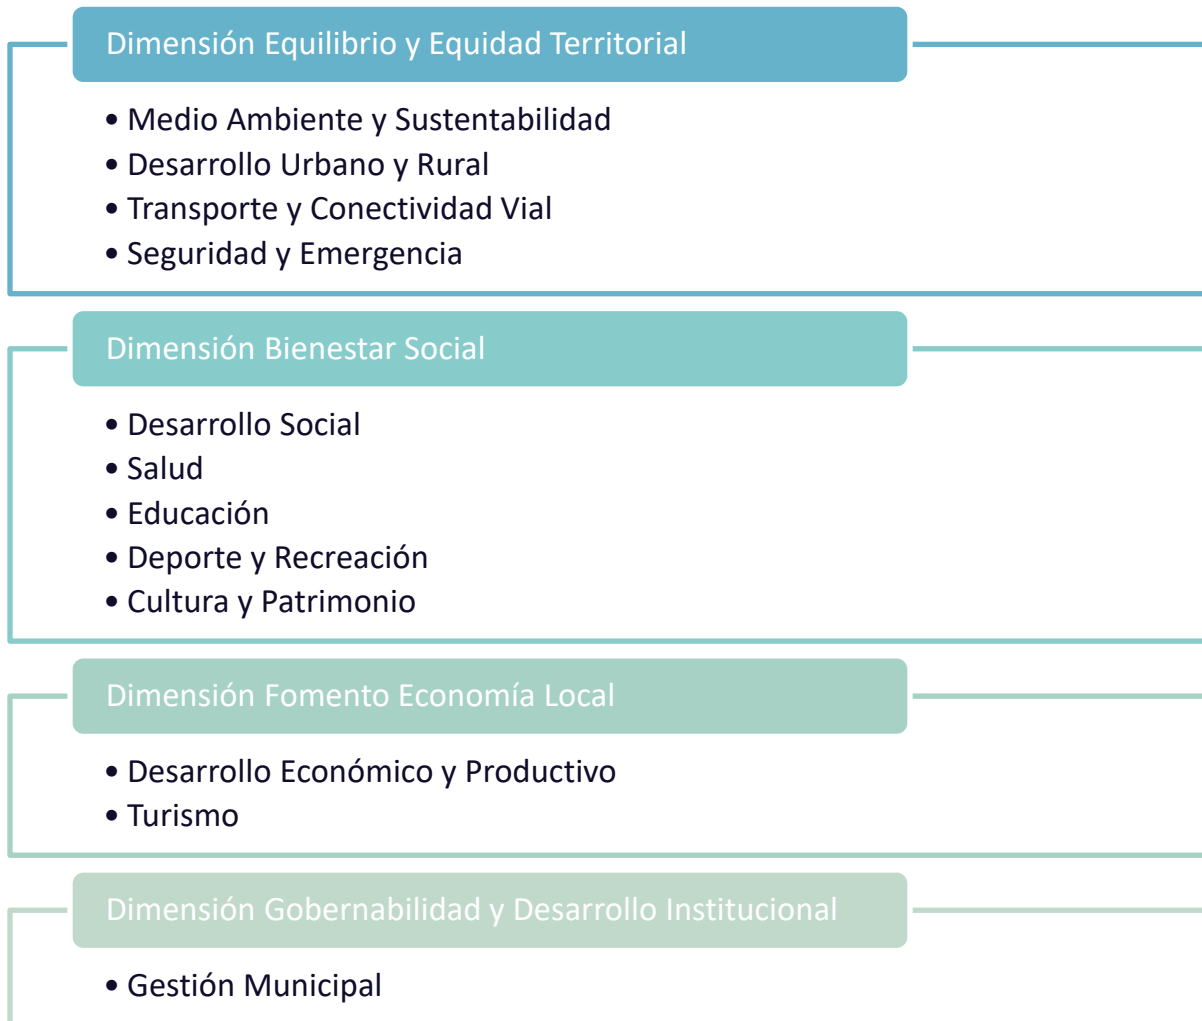 Dimensión Equilibrio y Equidad Territorial
• Medio Ambiente y Sustentabilidad
• Desarrollo Urbano y Rural
• Transporte y Conectividad Vial
• Seguridad y Emergencia
Dimensión Bienestar Social
• Desarrollo Social
• Salud
• Educación
• Deporte y Recreación
• Cultura y Patrimonio
Dimensión Fomento Economía Local
• Desarrollo Económico y Productivo
• Turismo
Dimensión Gobernabilidad y Desarrollo Institucional
• Gestión Municipal